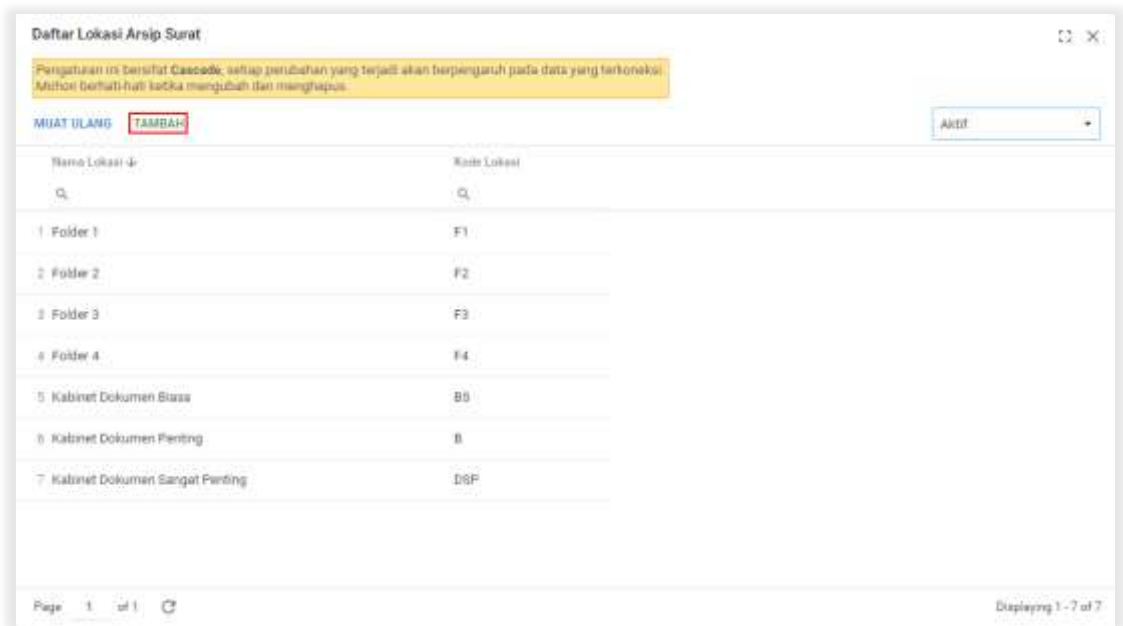 Daftar Lokasi Arsip Surat
Pengaturan ini bersifat Cascade, setiap perubahan yang terjadi akan berpengaruh pada data yang terkoneksi.
Mohon berhati-hati ketika mengubah dan menghapus.
MUAT ULANG TAMBAH Aktif
Nama Lokasi Kode Lokasi
1 Folder 1 F1
2 Folder 2 F2
3 Folder 3 F3
4 Folder 4 F4
5 Kabinet Dokumen Biasa BS
6 Kabinet Dokumen Penting B
7 Kabinet Dokumen Sangat Penting DSP
Page 1 of 1 Displaying 1 - 7 of 7